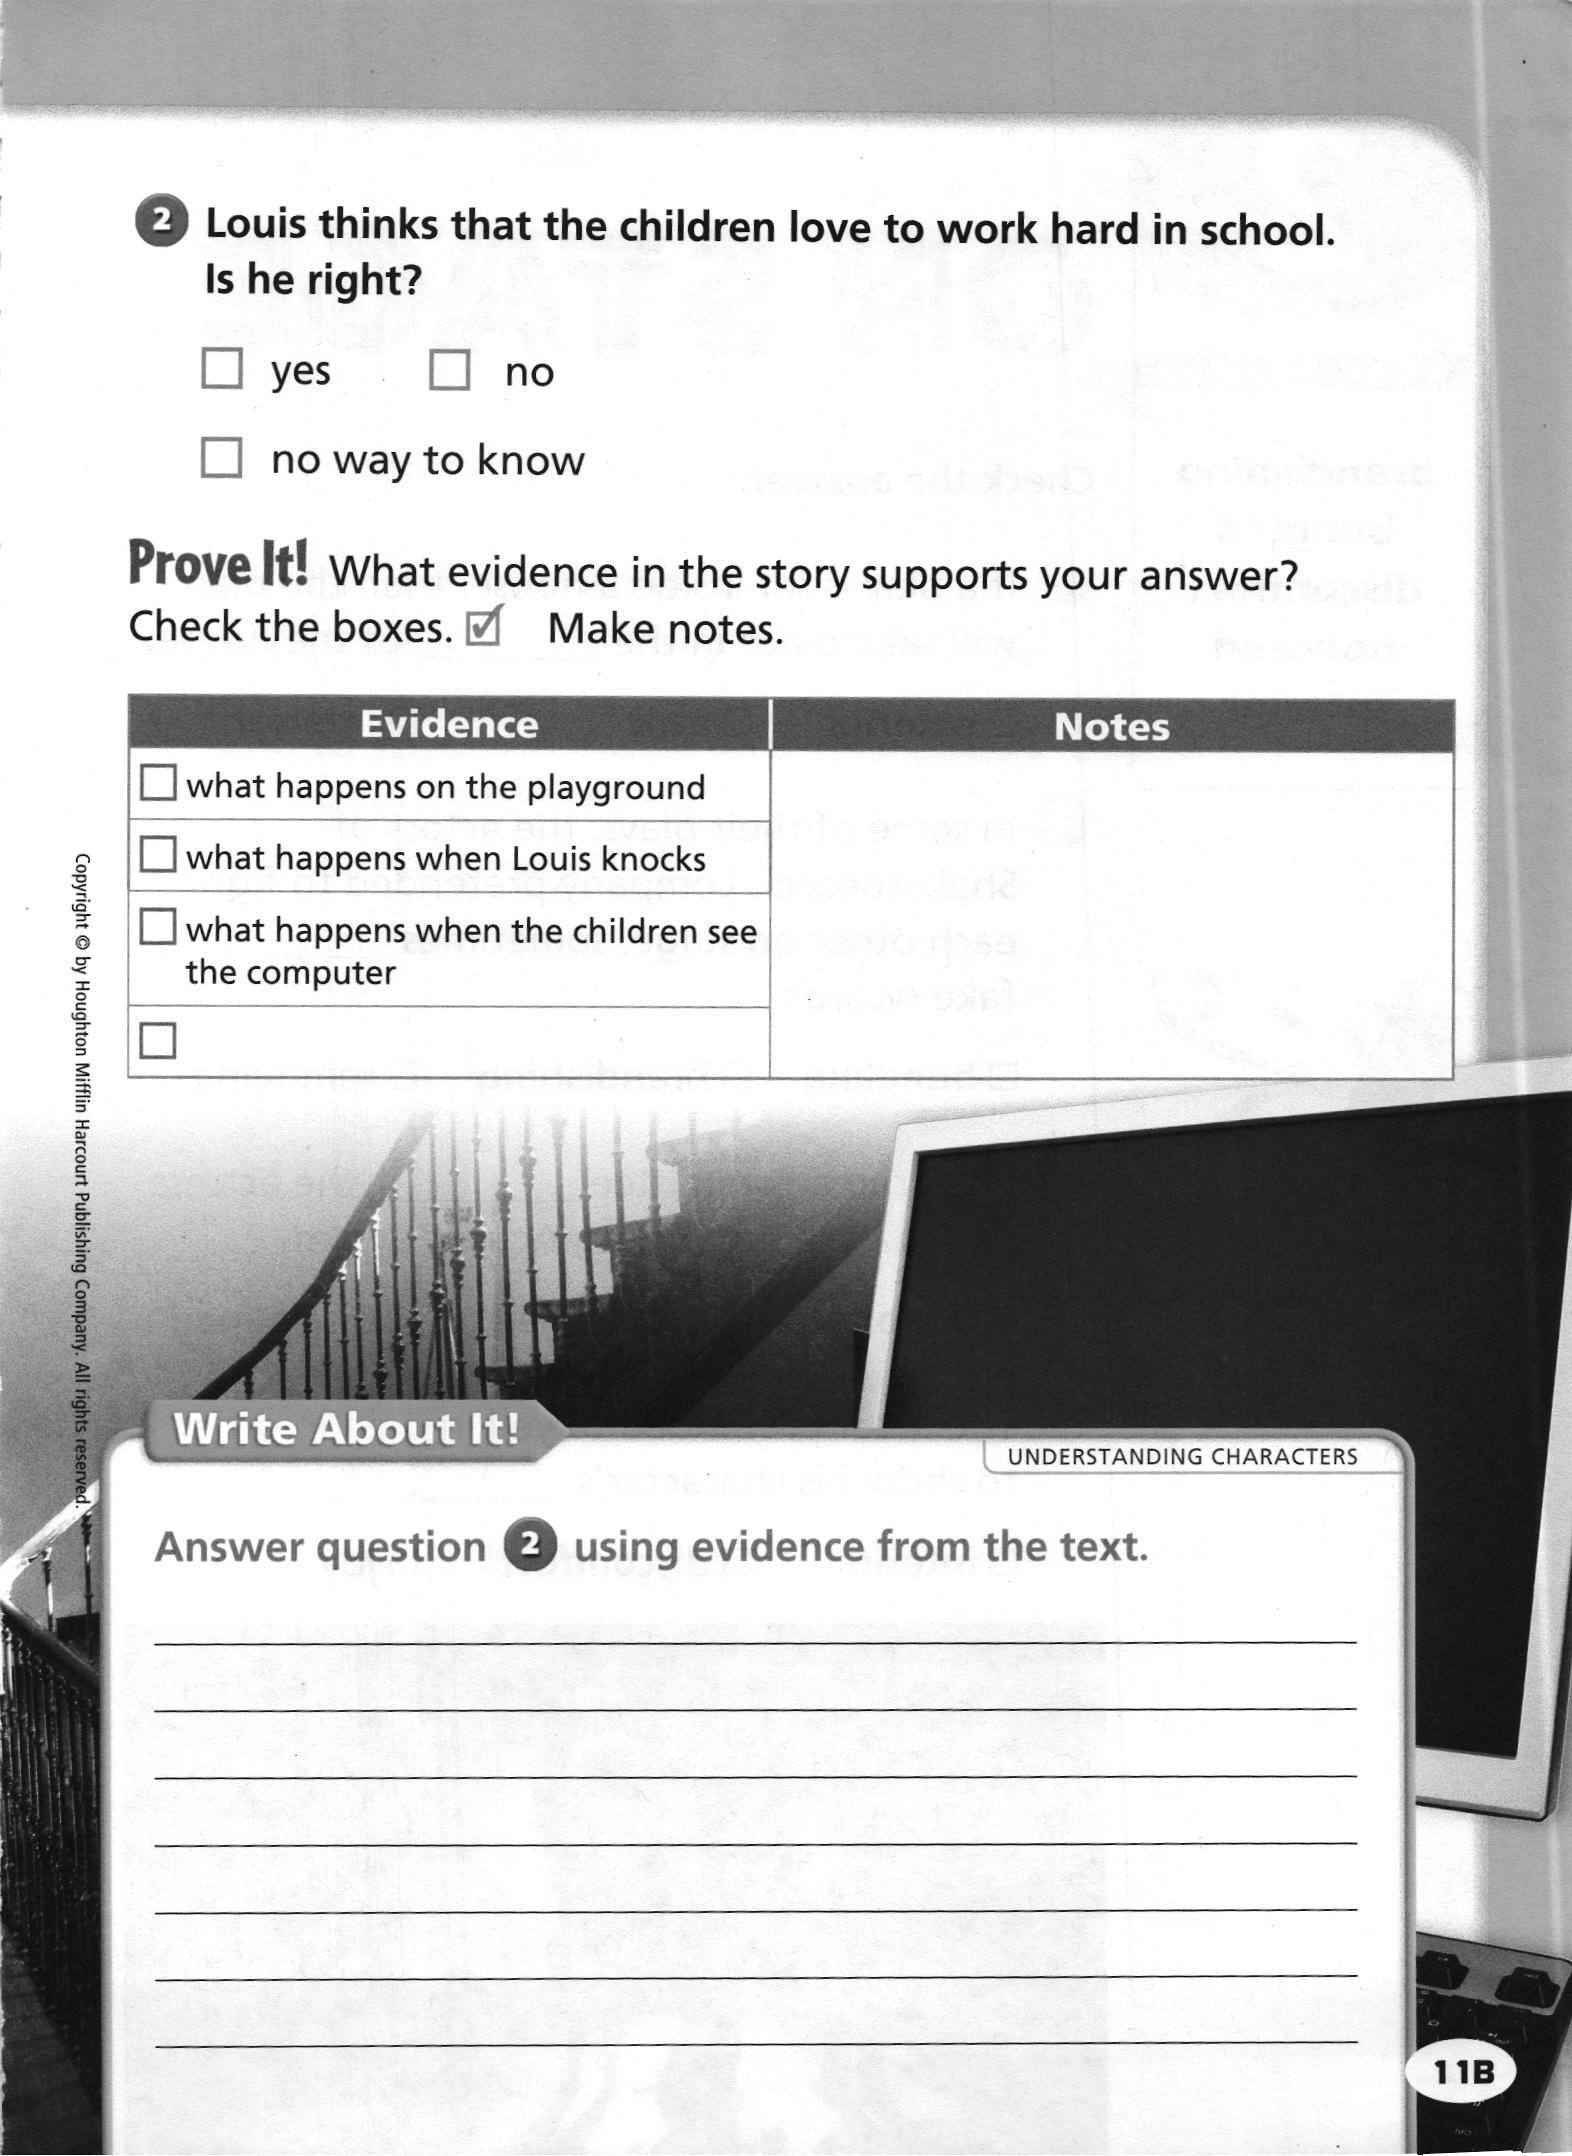 2 Louis thinks that the children love to work hard in school.
Is he right?
yes no
no way to know
Prove It! What evidence in the story supports your answer?
Check the boxes. Make notes.
Evidence Notes
what happens on the playground
what happens when Louis knocks
what happens when the children see
the computer
Copyright © by Houghton Mifflin Harcourt Publishing Company. All rights reserved.
Write About It!
UNDERSTANDING CHARACTERS
Answer question 2 using evidence from the text.
11B